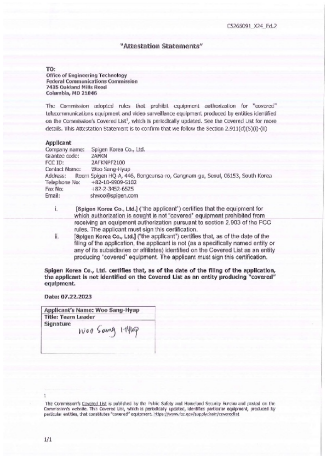 "Attestation Statements"
TO:
Office of Engineering Technology
Federal Communications Commission
7435 Oakland Mills Road
Columbia, MD 21046
The Commission adopted rules that prohibit equipment authorization for "covered"
telecommunications equipment and video surveillance equipment produced by entities identified
on the Commission's Covered List¹, which is periodically updated. See the Covered List for more
details. This Attestation Statement is to confirm that we follow the Section 2.911(d)(5)(i)-(ii)
Applicant
Company name: Spigen Korea Co., Ltd.
Grantee code:
FCC ID: 2AFKNPF2100
Contact Name: Woo Sang-Hyup
Address: Room Spigen HQ A, 446, Bongeunsa-ro, Gangnam-gu, Seoul, 06153, South Korea
Telephone No:
Fax No:
Email: shwoo@spigen.com
i. [Spigen Korea Co., Ltd.] ("the applicant") certifies that the equipment for
which authorization is sought is not "covered" equipment prohibited from
receiving an equipment authorization pursuant to section 2.903 of the FCC
rules. The applicant must sign this certification.
ii. [Spigen Korea Co., Ltd.] ("the applicant") certifies that, as of the date of the
filing of the application, the applicant is not (as a specifically named entity or
any of its subsidiaries or affiliates) identified on the Covered List as an entity
producing "covered" equipment. The applicant must sign this certification.
Spigen Korea Co., Ltd. certifies that, as of the date of the filing of the application,
the applicant is not identified on the Covered List as an entity producing "covered"
equipment.
Date: 07.22.2023
Applicant's Name: Woo Sang-Hyup
Title: Team Leader
Signature
Woo Sang Hyup
1
The Commission's Covered List is published by the Public Safety and Homeland Security Bureau and posted on the
Commission's website. This Covered List, which is periodically updated, identifies particular equipment, produced by
particular entities, that constitutes "covered" equipment.
1/1